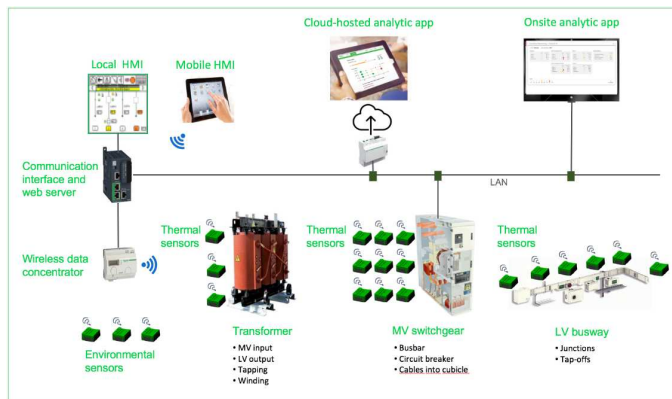 Cloud-hosted analytic app
Onsite analytic app
Local HMI
Mobile HMI
Communication
interface and
web server
LAN
Wireless data
concentrator
Thermal
sensors
Thermal
sensors
Thermal
sensors
Environmental
sensors
Transformer
• MV input
• LV output
• Tapping
• Winding
MV switchgear
• Busbar
• Circuit breaker
• Cables into cubicle
LV busway
• Junctions
• Tap-offs